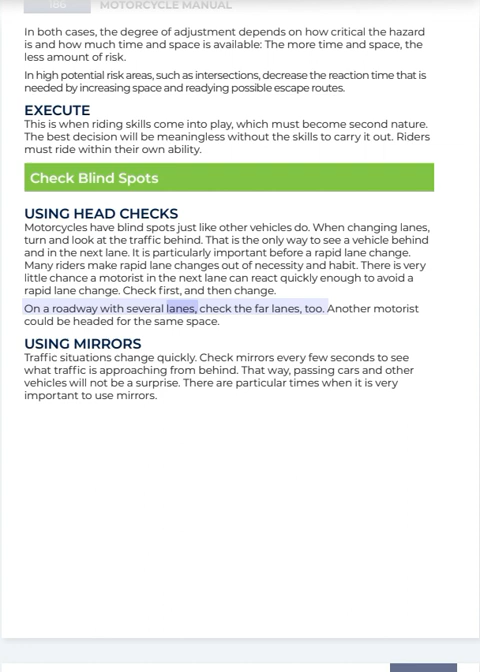 186 MOTORCYCLE MANUAL
In both cases, the degree of adjustment depends on how critical the hazard
is and how much time and space is available: The more time and space, the
less amount of risk.
In high potential risk areas, such as intersections, decrease the reaction time that is
needed by increasing space and readying possible escape routes.
EXECUTE
This is when riding skills come into play, which must become second nature.
The best decision will be meaningless without the skills to carry it out. Riders
must ride within their own ability.
Check Blind Spots
USING HEAD CHECKS
Motorcycles have blind spots just like other vehicles do. When changing lanes,
turn and look at the traffic behind. That is the only way to see a vehicle behind
and in the next lane. It is particularly important before a rapid lane change.
Many riders make rapid lane changes out of necessity and habit. There is very
little chance a motorist in the next lane can react quickly enough to avoid a
rapid lane change. Check first, and then change.
On a roadway with several lanes, check the far lanes, too. Another motorist
could be headed for the same space.
USING MIRRORS
Traffic situations change quickly. Check mirrors every few seconds to see
what traffic is approaching from behind. That way, passing cars and other
vehicles will not be a surprise. There are particular times when it is very
important to use mirrors.